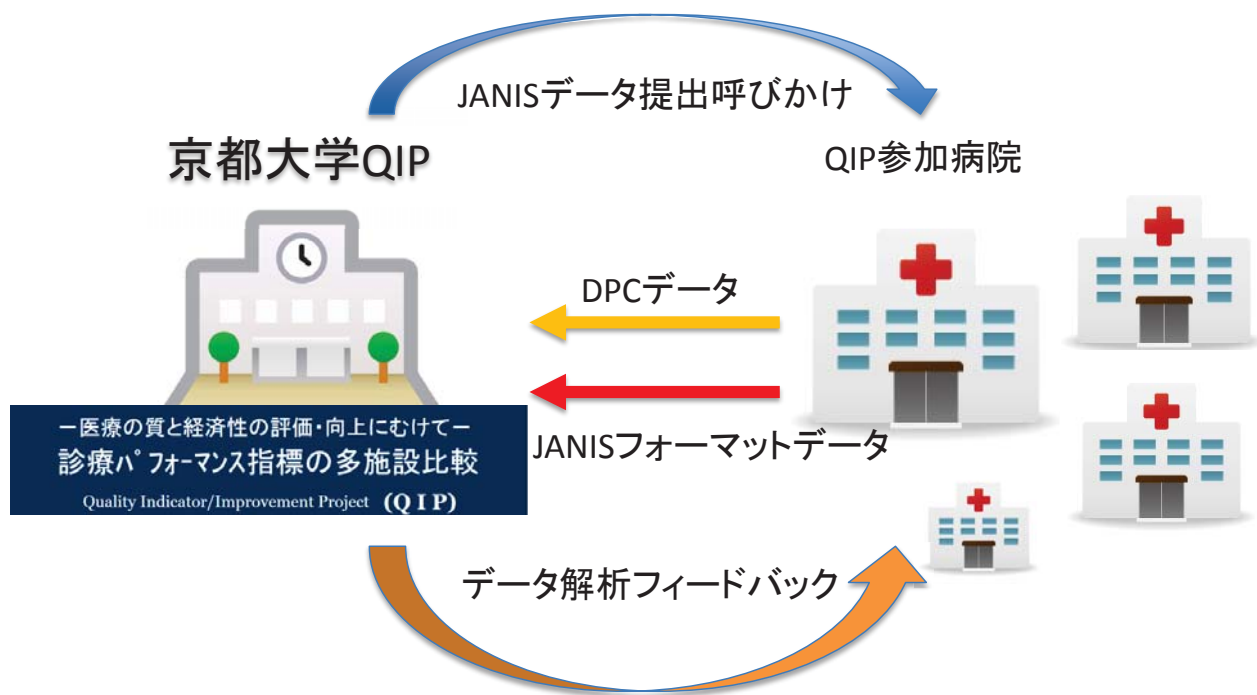 JANISデータ提出呼びかけ
京都大学QIP
QIP参加病院
DPCデータ
JANISフォーマットデータ
ー医療の質と経済性の評価・向上にむけてー
診療パフォーマンス指標の多施設比較
Quality Indicator/Improvement Project (QIP)
データ解析フィードバック